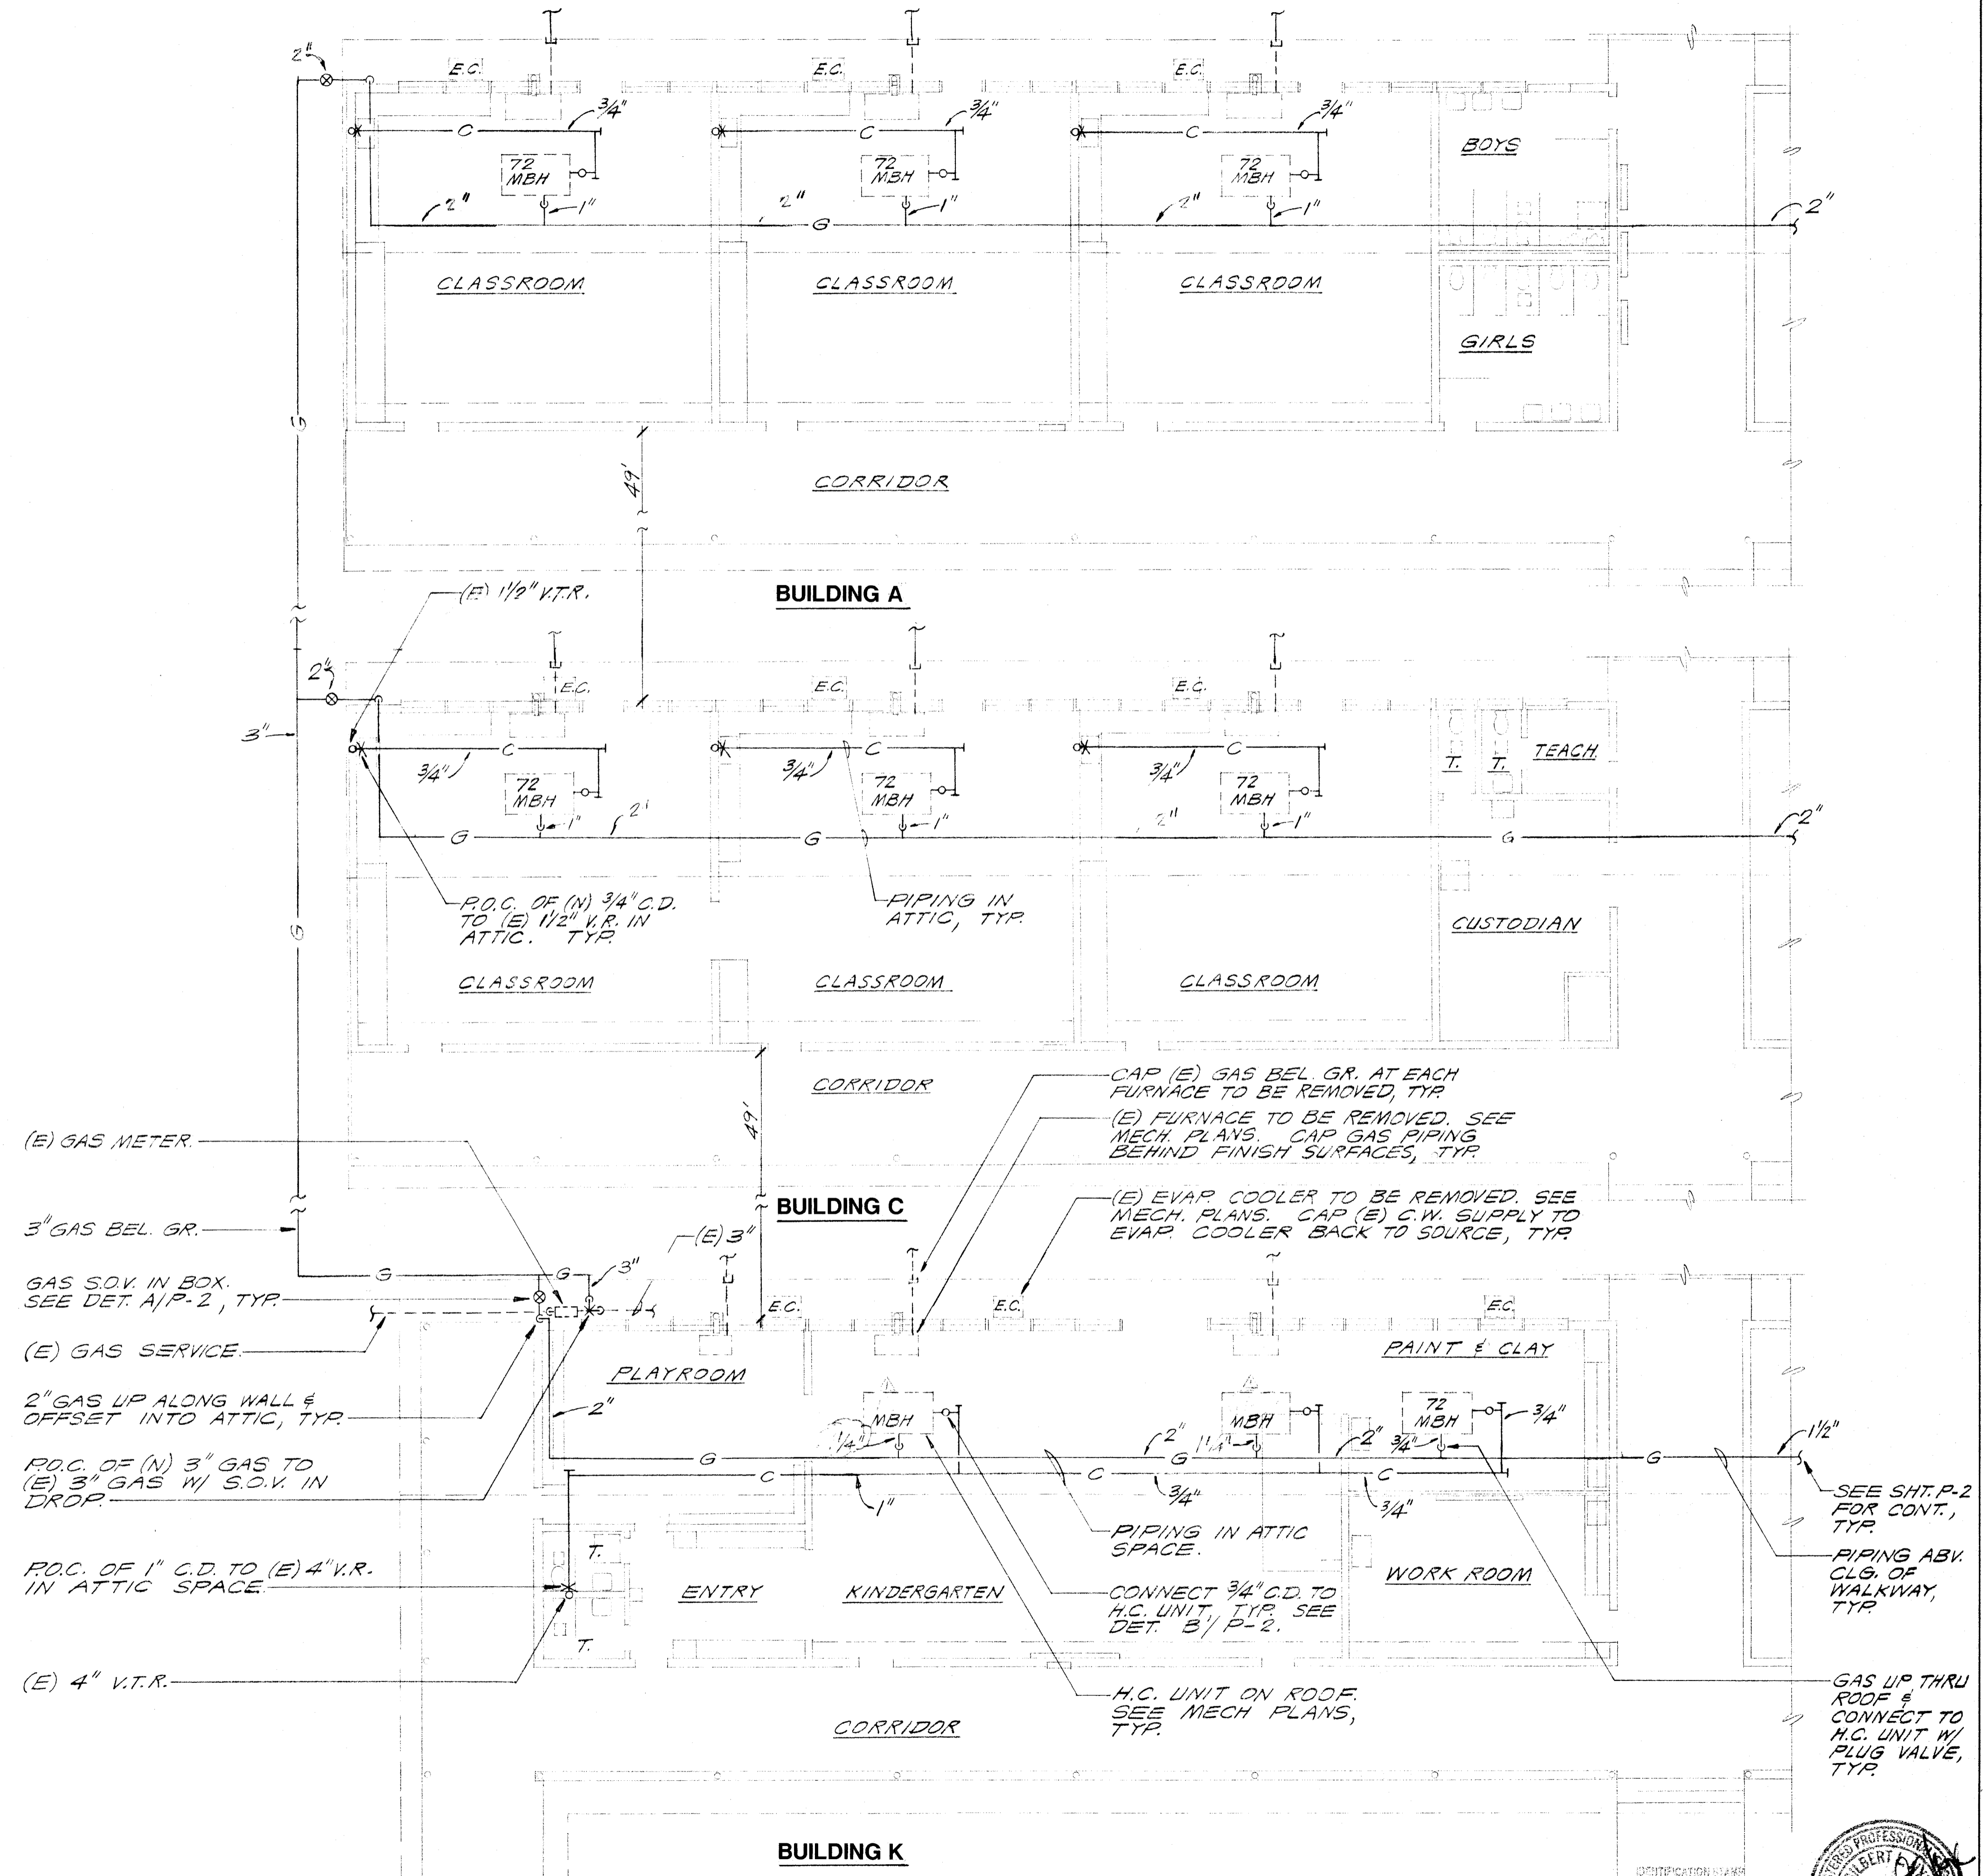 2"
E.C.
E.C.
E.C.
3/4"
3/4"
3/4"
C
C
C
BOYS
72
MBH
72
MBH
72
MBH
2"
1"
2"
1"
2"
1"
2"
G
CLASSROOM
CLASSROOM
CLASSROOM
GIRLS
G
49'
CORRIDOR
(E) 1 1/2" V.T.R.
BUILDING A
2"
E.C.
E.C.
E.C.
3"
C
C
C
T.
T.
TEACH.
3/4"
3/4"
3/4"
72
MBH
72
MBH
72
MBH
1"
2"
1"
2"
1"
2"
G
G
G
P.O.C. OF (N) 3/4" C.D.
TO (E) 1 1/2" V.R. IN
ATTIC. TYP.
PIPING IN
ATTIC, TYP.
CUSTODIAN
G
CLASSROOM
CLASSROOM
CLASSROOM
CORRIDOR
49'
CAP (E) GAS BEL. GR. AT EACH
FURNACE TO BE REMOVED, TYP.
(E) FURNACE TO BE REMOVED. SEE
MECH. PLANS. CAP GAS PIPING
BEHIND FINISH SURFACES, TYP.
(E) GAS METER.
BUILDING C
(E) EVAP. COOLER TO BE REMOVED. SEE
MECH. PLANS. CAP (E) C.W. SUPPLY TO
EVAP. COOLER BACK TO SOURCE, TYP.
3" GAS BEL. GR.
(E) 3"
G
G
3"
GAS S.O.V. IN BOX.
SEE DET. A/P-2, TYP.
E.C.
E.C.
E.C.
(E) GAS SERVICE.
PLAYROOM
PAINT & CLAY
2" GAS UP ALONG WALL &
OFFSET INTO ATTIC, TYP.
2"
MBH
MBH
72
MBH
3/4"
1/4"
2"
1 1/4"
2"
3/4"
1 1/2"
G
G
G
P.O.C. OF (N) 3" GAS TO
(E) 3" GAS W/ S.O.V. IN
DROP.
C
C
C
1"
3/4"
3/4"
SEE SHT. P-2
FOR CONT.,
TYP.
PIPING IN ATTIC
SPACE.
T.
P.O.C. OF 1" C.D. TO (E) 4" V.R.
IN ATTIC SPACE.
PIPING ABV.
CLG. OF
WALKWAY,
TYP.
ENTRY
KINDERGARTEN
WORK ROOM
CONNECT 3/4" C.D. TO
H.C. UNIT, TYP. SEE
DET. B/P-2.
T.
(E) 4" V.T.R.
H.C. UNIT ON ROOF.
SEE MECH PLANS,
TYP.
GAS UP THRU
ROOF &
CONNECT TO
H.C. UNIT W/
PLUG VALVE,
TYP.
CORRIDOR
BUILDING K
IDENTIFICATION STAMP